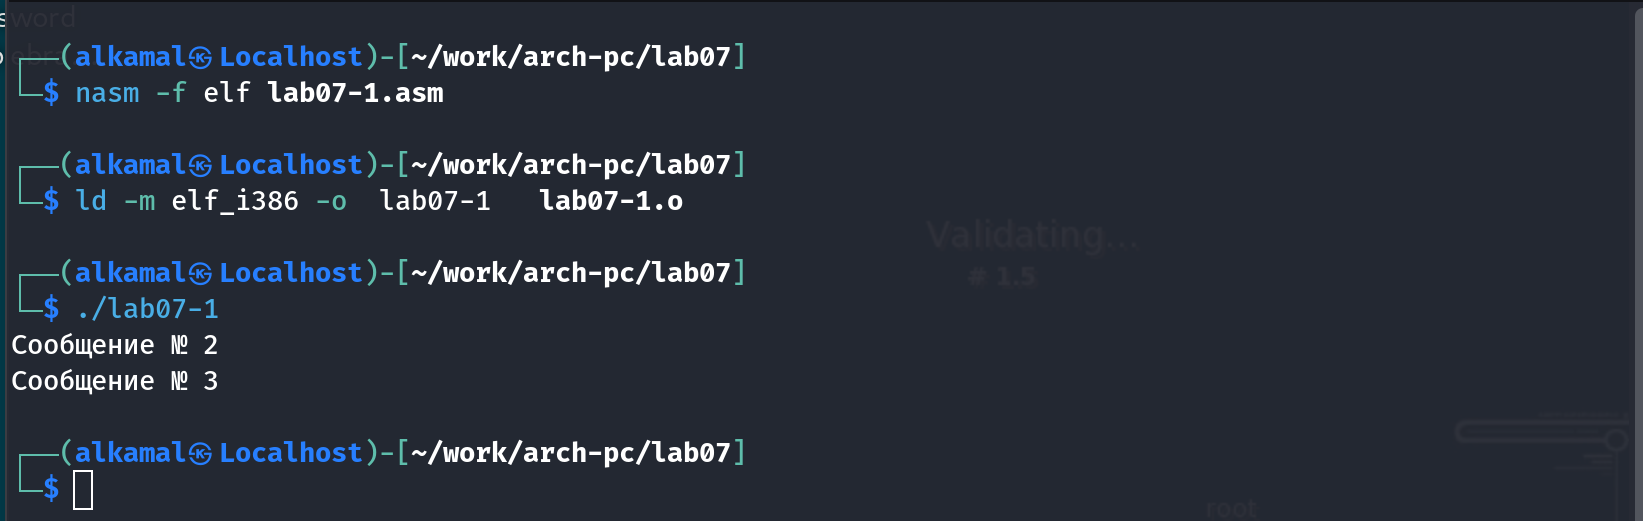 sword
┌──(alkamal㉿Localhost)-[~/work/arch-pc/lab07]
└─$ nasm -f elf lab07-1.asm
┌──(alkamal㉿Localhost)-[~/work/arch-pc/lab07]
└─$ ld -m elf_i386 -o  lab07-1   lab07-1.o
Validating...
┌──(alkamal㉿Localhost)-[~/work/arch-pc/lab07]
# 1.5
└─$ ./lab07-1
Сообщение № 2
Сообщение № 3
┌──(alkamal㉿Localhost)-[~/work/arch-pc/lab07]
└─$
root